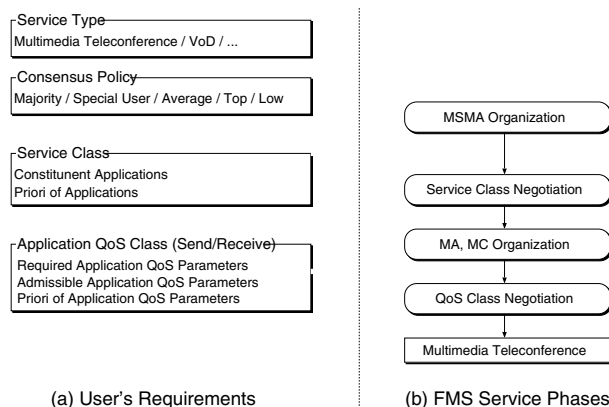 Service Type
Multimedia Teleconference / VoD / ...
Consensus Policy
Majority / Special User / Average / Top / Low
Service Class
Constitunent Applications
Priori of Applications
Application QoS Class (Send/Receive)
Required Application QoS Parameters
Admissible Application QoS Parameters
Priori of Application QoS Parameters
(a) User's Requirements
MSMA Organization
Service Class Negotiation
MA, MC Organization
QoS Class Negotiation
Multimedia Teleconference
(b) FMS Service Phases